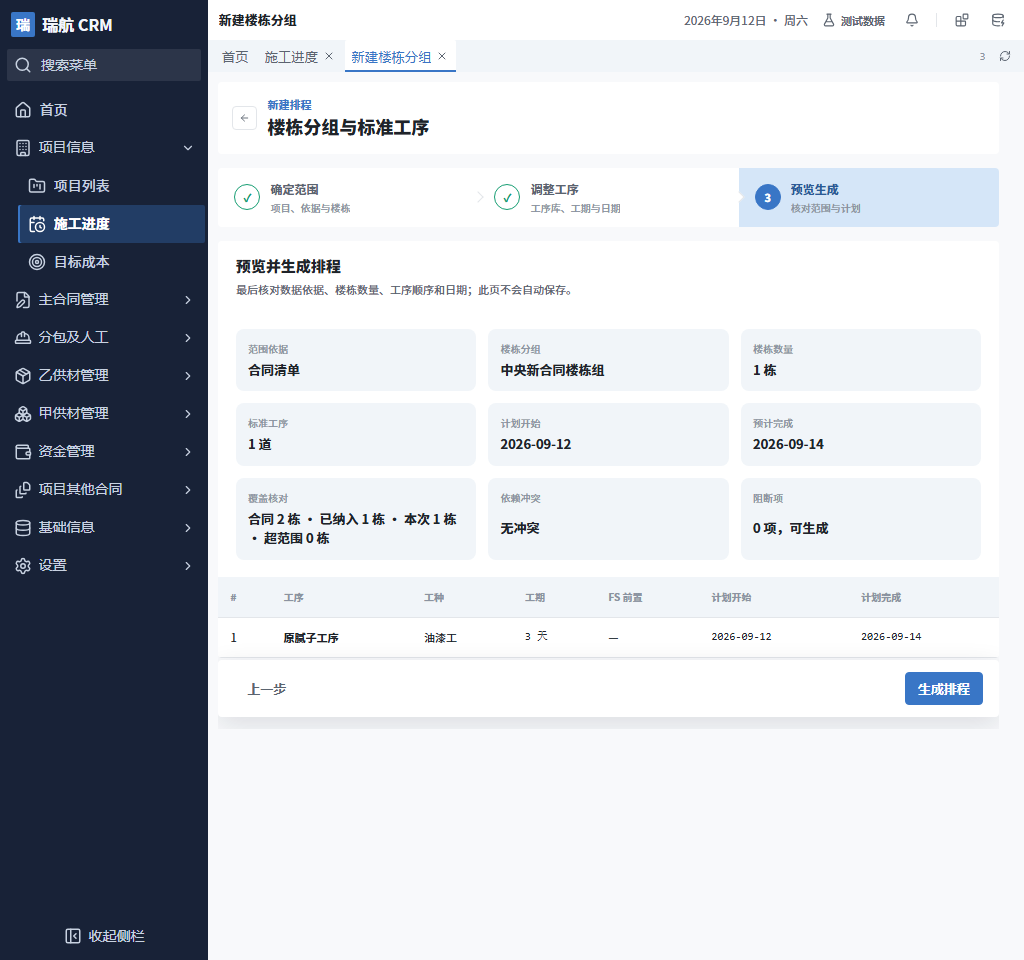 瑞 瑞航 CRM
搜索菜单
首页
项目信息
项目列表
施工进度
目标成本
主合同管理
分包及人工
乙供材管理
甲供材管理
资金管理
项目其他合同
基础信息
设置
收起侧栏
新建楼栋分组
2026年9月12日 · 周六 测试数据
首页 施工进度 × 新建楼栋分组 × 3
新建排程
楼栋分组与标准工序
确定范围
项目、依据与楼栋
调整工序
工序库、工期与日期
3 预览生成
核对范围与计划
预览并生成排程
最后核对数据依据、楼栋数量、工序顺序和日期；此页不会自动保存。
范围依据
合同清单
楼栋分组
中央新合同楼栋组
楼栋数量
1 栋
标准工序
1 道
计划开始
2026-09-12
预计完成
2026-09-14
覆盖核对
合同 2 栋 · 已纳入 1 栋 · 本次 1 栋
· 超范围 0 栋
依赖冲突
无冲突
阻断项
0 项，可生成
# 工序 工种 工期 FS 前置 计划开始 计划完成
1 原腻子工序 油漆工 3 天 — 2026-09-12 2026-09-14
上一步 生成排程